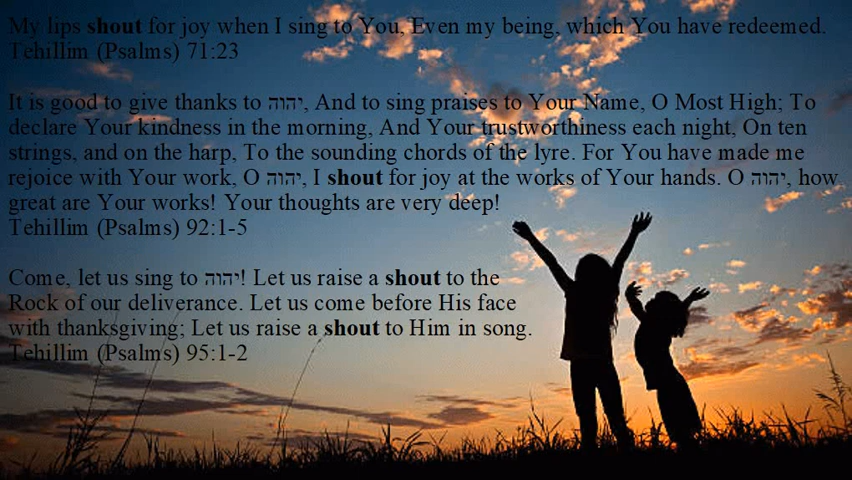 My lips shout for joy when I sing to You, Even my being, which You have redeemed.
Tehillim (Psalms) 71:23
It is good to give thanks to יהוה, And to sing praises to Your Name, O Most High; To
declare Your kindness in the morning, And Your trustworthiness each night, On ten
strings, and on the harp, To the sounding chords of the lyre. For You have made me
rejoice with Your work, O יהוה, I shout for joy at the works of Your hands. O יהוה, how
great are Your works! Your thoughts are very deep!
Tehillim (Psalms) 92:1-5
Come, let us sing to יהוה! Let us raise a shout to the
Rock of our deliverance. Let us come before His face
with thanksgiving; Let us raise a shout to Him in song.
Tehillim (Psalms) 95:1-2